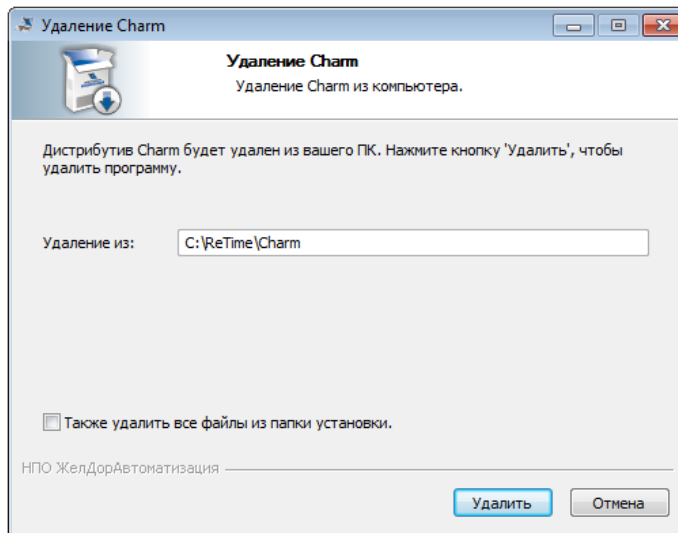 Удаление Charm
Удаление Charm
Удаление Charm из компьютера.
Дистрибутив Charm будет удален из вашего ПК. Нажмите кнопку 'Удалить', чтобы
удалить программу.
Удаление из:
C:\ReTime\Charm
Также удалить все файлы из папки установки.
НПО ЖелДорАвтоматизация
Удалить
Отмена